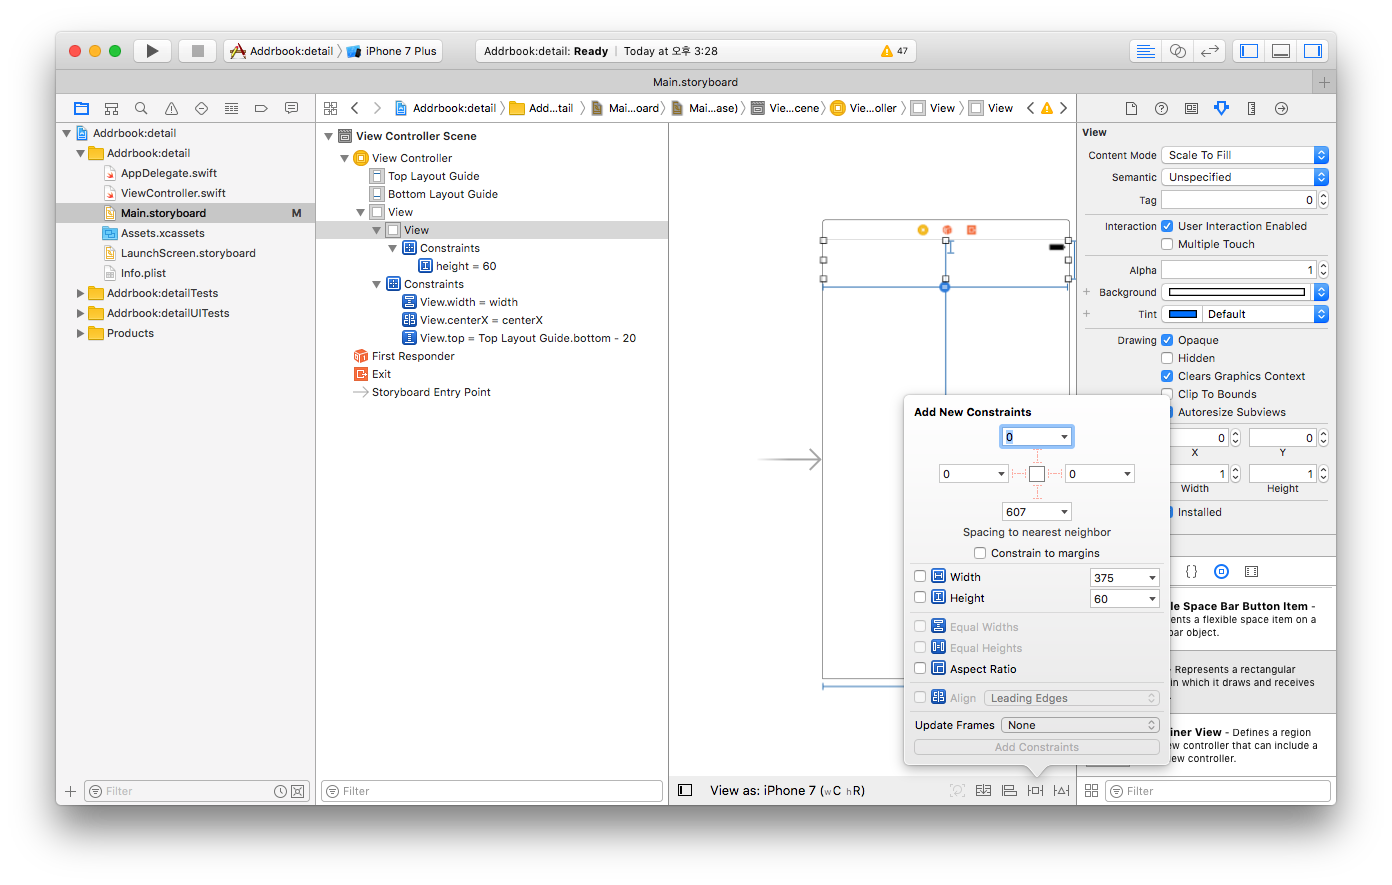 Addrbook:detail
iPhone 7 Plus
Addrbook:detail: Ready | Today at 오후 3:28
47
Main.storyboard
Addrbook:detail
Add...tail
Mai...oard)
Mai...ase)
Vie...cene)
Vie...oller
View
View
Addrbook:detail
Addrbook:detail
AppDelegate.swift
ViewController.swift
Main.storyboard
M
Assets.xcassets
LaunchScreen.storyboard
Info.plist
Addrbook:detailTests
Addrbook:detailUITests
Products
Filter
View Controller Scene
View Controller
Top Layout Guide
Bottom Layout Guide
View
View
Constraints
height = 60
Constraints
View.width = width
View.centerX = centerX
View.top = Top Layout Guide.bottom - 20
First Responder
Exit
Storyboard Entry Point
Filter
Add New Constraints
0
0
0
607
Spacing to nearest neighbor
Constrain to margins
Width
375
Height
60
Equal Widths
Equal Heights
Aspect Ratio
Align
Leading Edges
Update Frames
None
Add Constraints
View as: iPhone 7 (wC hR)
View
Content Mode
Scale To Fill
Semantic
Unspecified
Tag
0
Interaction
User Interaction Enabled
Multiple Touch
Alpha
1
Background
Tint
Default
Drawing
Opaque
Hidden
Clears Graphics Context
Clip To Bounds
Autoresize Subviews
0
0
X
Y
1
1
Width
Height
Installed
{}
le Space Bar Button Item -
ents a flexible space item on a
bar object.
- Represents a rectangular
in which it draws and receives
.
iner View - Defines a region
ew controller that can include a
ew controller.
Filter